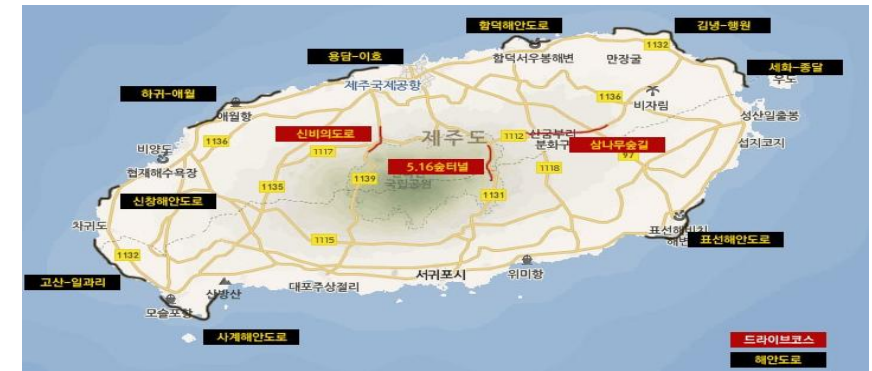 함덕해안도로
김녕-행원
1132
용담-이호
함덕서우봉해변
만장굴
세화-종달
우도
제주국제공항
하귀-애월
1136
비자림
애월항
성산일출봉
신비의도로
제주도
1112
산굼부리
분화구
삼나무숲길
1136
섭지코지
비양도
1117
5.16숲터널
97
협재해수욕장
1139
국립공원
1118
1135
1131
신창해안도로
차귀도
표선해비치
해변
표선해안도로
1115
1132
고산-일과리
서귀포시
위미항
산방산
대포주상절리
모슬포항
사계해안도로
드라이브코스
해안도로